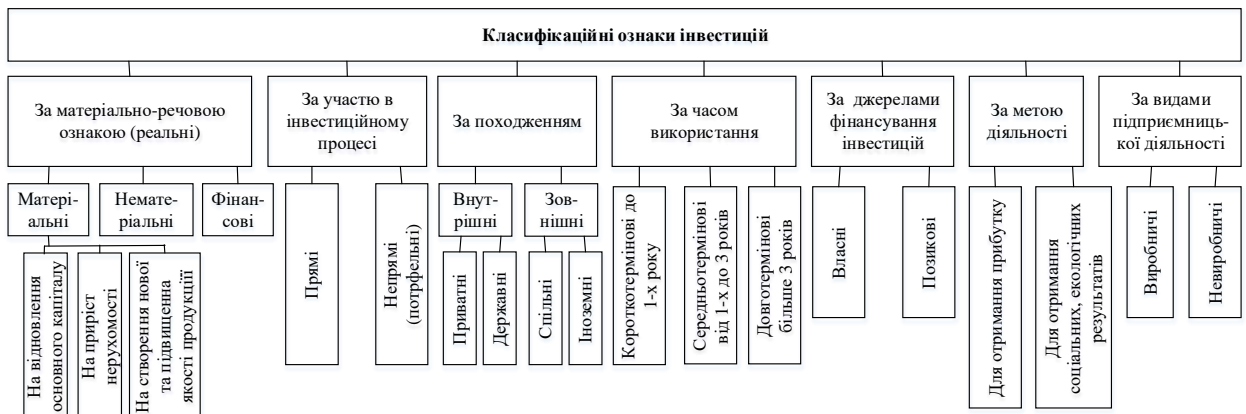 Класифікаційні ознаки інвестицій
За матеріально-речовою
ознакою (реальні)
За участю в
інвестиційному
процесі
За походженням
За часом
використання
За джерелами
фінансування
інвестицій
За метою
діяльності
За видами
підприємниць-
кої діяльності
Матері-
альні
Немате-
ріальні
Фінан-
сові
На відновлення
основного капіталу
На приріст
нерухомості
На створення нової
та підвищенна
якості продукціїї
Прямі
Непрямі
(потрфельні)
Внут-
рішні
Зов-
нішні
Приватні
Державні
Спільні
Іноземні
Короткотермінові до
1-х року
Середньотермінові
від 1-х до 3 років
Довготермінові
більше 3 років
Власні
Позикові
Для отримання прибутку
Для отримання
соціальних, екологічних
результатів
Виробничі
Невиробничі